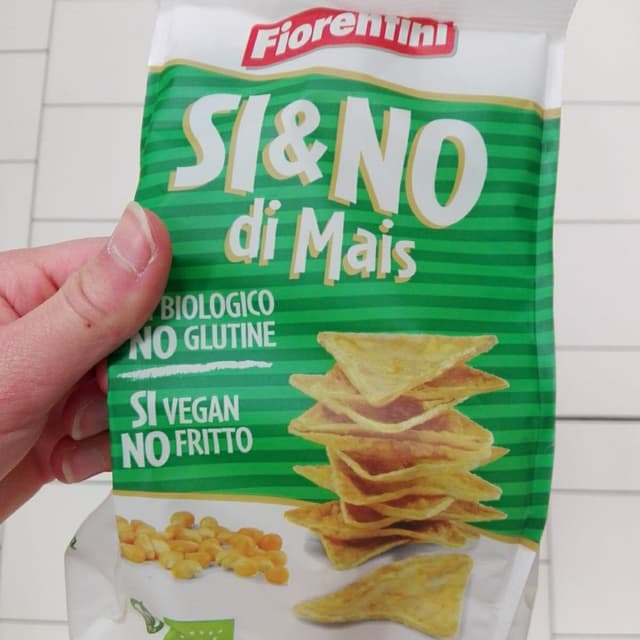 Fiorentini
SI&NO
di Mais
BIOLOGICO
NO GLUTINE
SI VEGAN
NO FRITTO